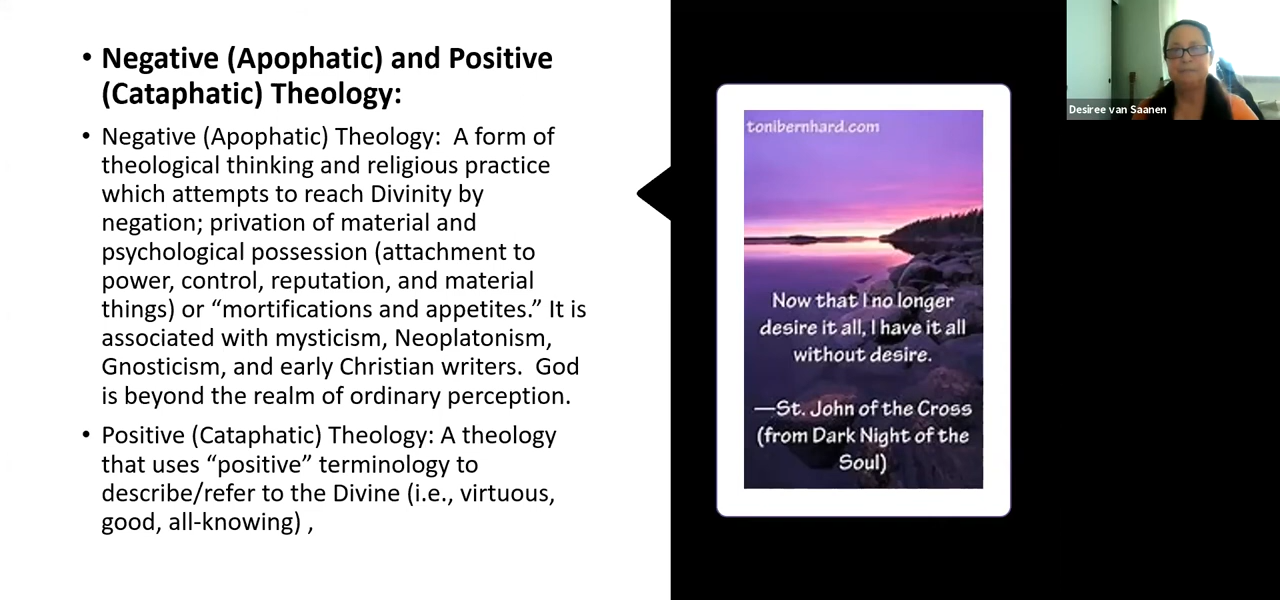 • Negative (Apophatic) and Positive
(Cataphatic) Theology:
• Negative (Apophatic) Theology:  A form of
theological thinking and religious practice
which attempts to reach Divinity by
negation; privation of material and
psychological possession (attachment to
power, control, reputation, and material
things) or “mortifications and appetites.” It is
associated with mysticism, Neoplatonism,
Gnosticism, and early Christian writers.  God
is beyond the realm of ordinary perception.
• Positive (Cataphatic) Theology: A theology
that uses “positive” terminology to
describe/refer to the Divine (i.e., virtuous,
good, all-knowing) ,
tonibernhard.com
Now that I no longer
desire it all, I have it all
without desire.
—St. John of the Cross
(from Dark Night of the
Soul)
Desiree van Saanen